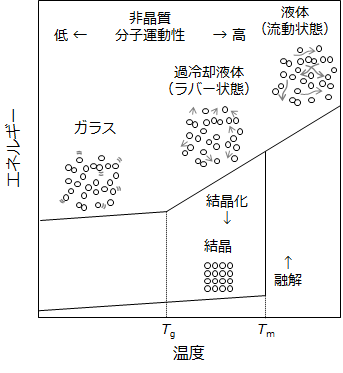 非晶質
低 ← 分子運動性 → 高
液体
(流動状態)
過冷却液体
(ラバー状態)
ガラス
エネルギー
結晶化
↓
結晶
↑
融解
Tg
Tm
温度